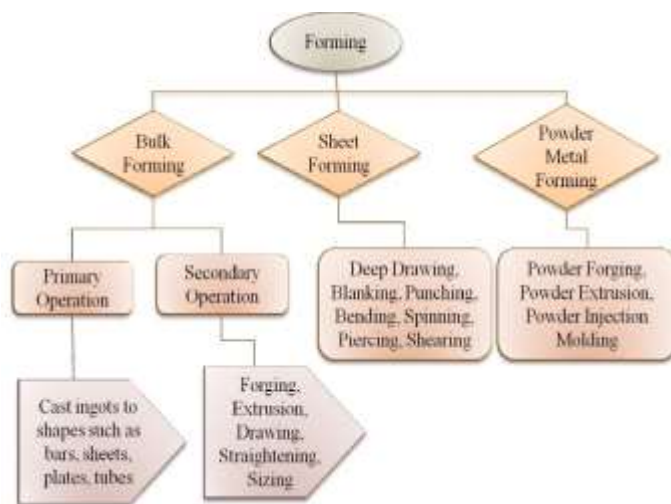 Forming
Bulk
Forming
Sheet
Forming
Powder
Metal
Forming
Primary
Operation
Secondary
Operation
Deep Drawing,
Blanking, Punching,
Bending, Spinning,
Piercing, Shearing
Powder Forging,
Powder Extrusion,
Powder Injection
Molding
Cast ingots to
shapes such as
bars, sheets,
plates, tubes
Forging,
Extrusion,
Drawing,
Straightening,
Sizing